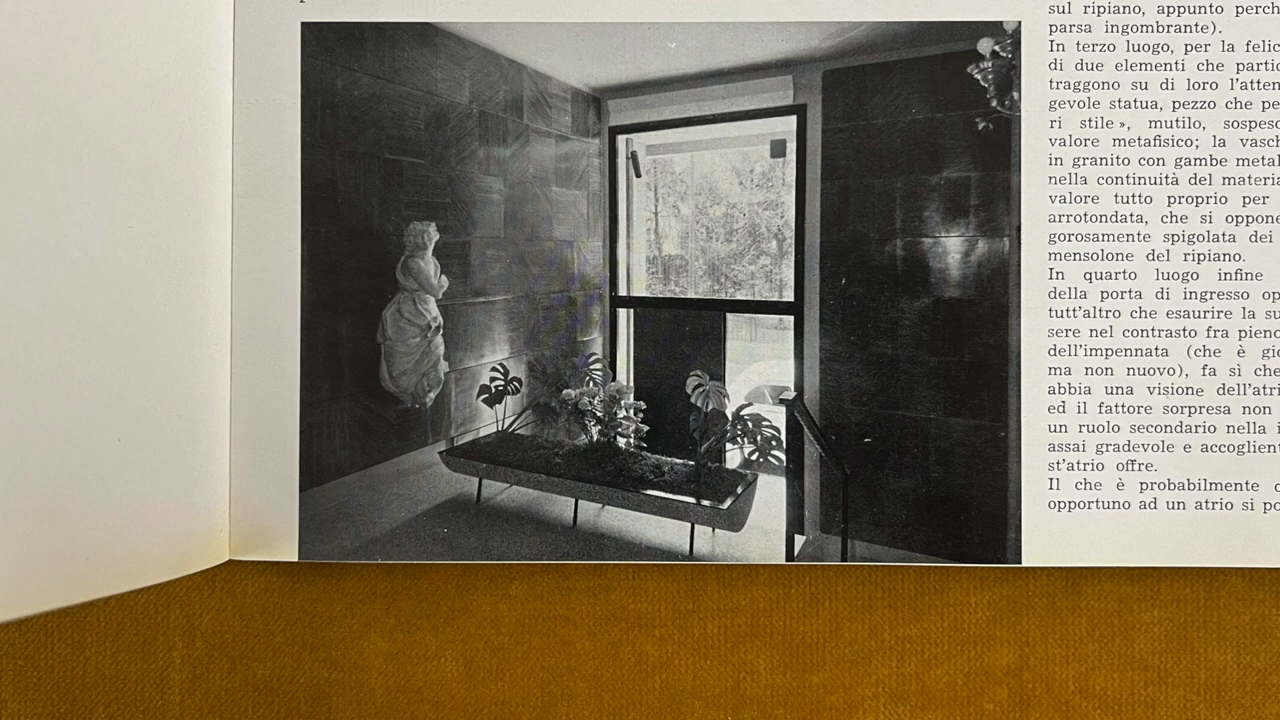 sul ripiano, appunto perch
parsa ingombrante).
In terzo luogo, per la felic
di due elementi che partic
traggono su di loro l'atten
gevole statua, pezzo che pe
ri stile», mutilo, sospeso
valore metafisico; la vasch
in granito con gambe metal
nella continuità del materia
valore tutto proprio per
arrotondata, che si oppon
gorosamente spigolata dei
mensolone del ripiano.
In quarto luogo infine
della porta di ingresso op
tutt'altro che esaurire la su
sere nel contrasto fra pieno
dell'impennata (che è gio
ma non nuovo), fa sì che
abbia una visione dell'atri
ed il fattore sorpresa non
un ruolo secondario nella i
assai gradevole e accoglient
st'atrio offre.
Il che è probabilmente
opportuno ad un atrio si po